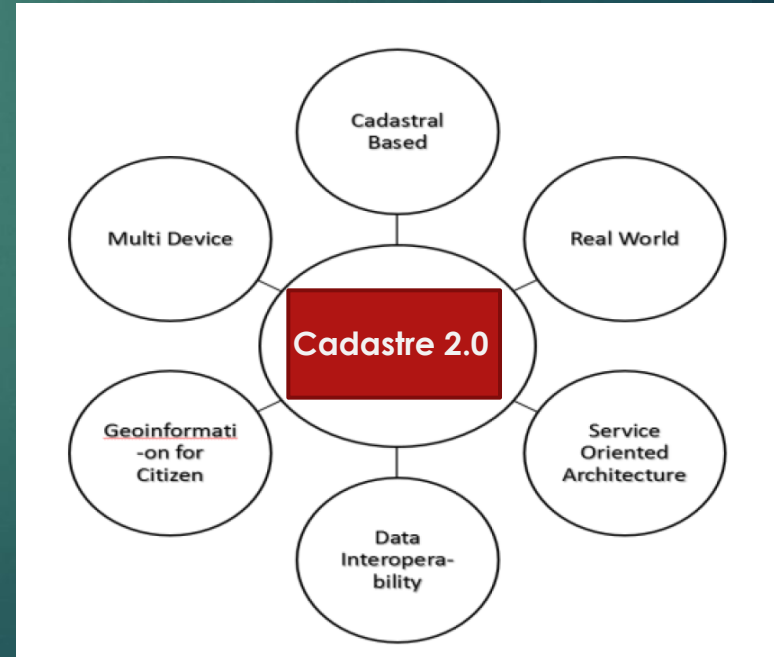 Cadastral
Based
Multi Device
Real World
Cadastre 2.0
Geoinformati
-on for
Citizen
Service
Oriented
Architecture
Data
Interopera-
bility